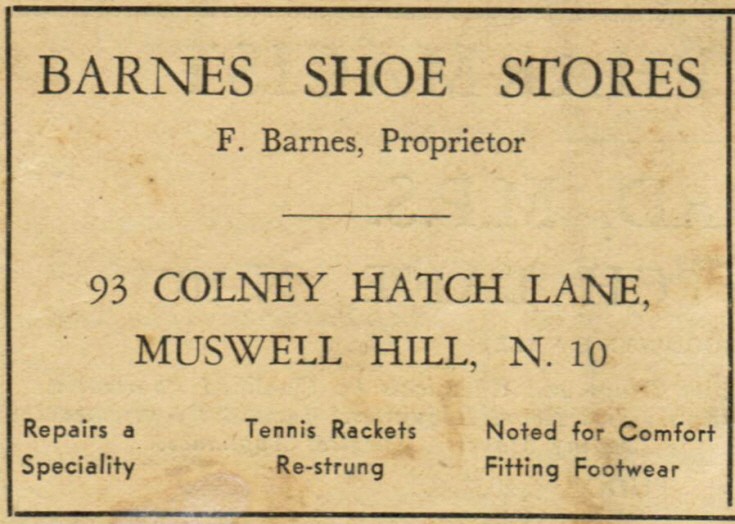 BARNES SHOE STORES
F. Barnes, Proprietor
93 COLNEY HATCH LANE,
MUSWELL HILL, N. 10
Repairs a
Speciality
Tennis Rackets
Re-strung
Noted for Comfort
Fitting Footwear